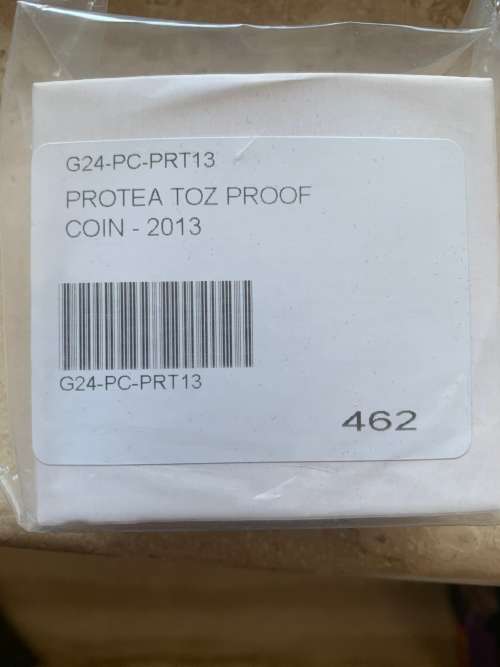 G24-PC-PRT13
PROTEA TOZ PROOF
COIN - 2013
G24-PC-PRT13
462